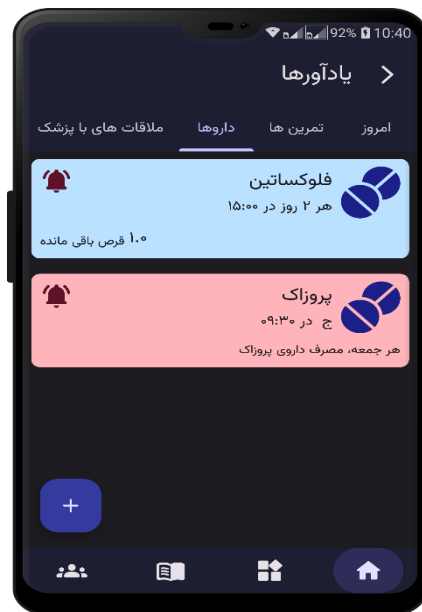 92% 10:40
یادآورها
امروز تمرین ها داروها ملاقات های با پزشک
فلوکساتین
هر ۲ روز در ۱۵:۰۰
۱.۰ قرص باقی مانده
پروزاک
ج در ۰۹:۳۰
هر جمعه، مصرف داروی پروزاک